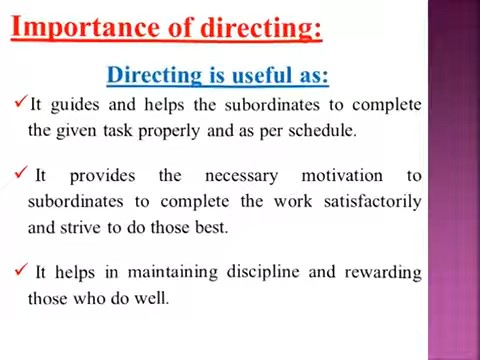 Importance of directing:
Directing is useful as:
✓It guides and helps the subordinates to complete
the given task properly and as per schedule.
✓ It provides the necessary motivation to
subordinates to complete the work satisfactorily
and strive to do those best.
✓ It helps in maintaining discipline and rewarding
those who do well.